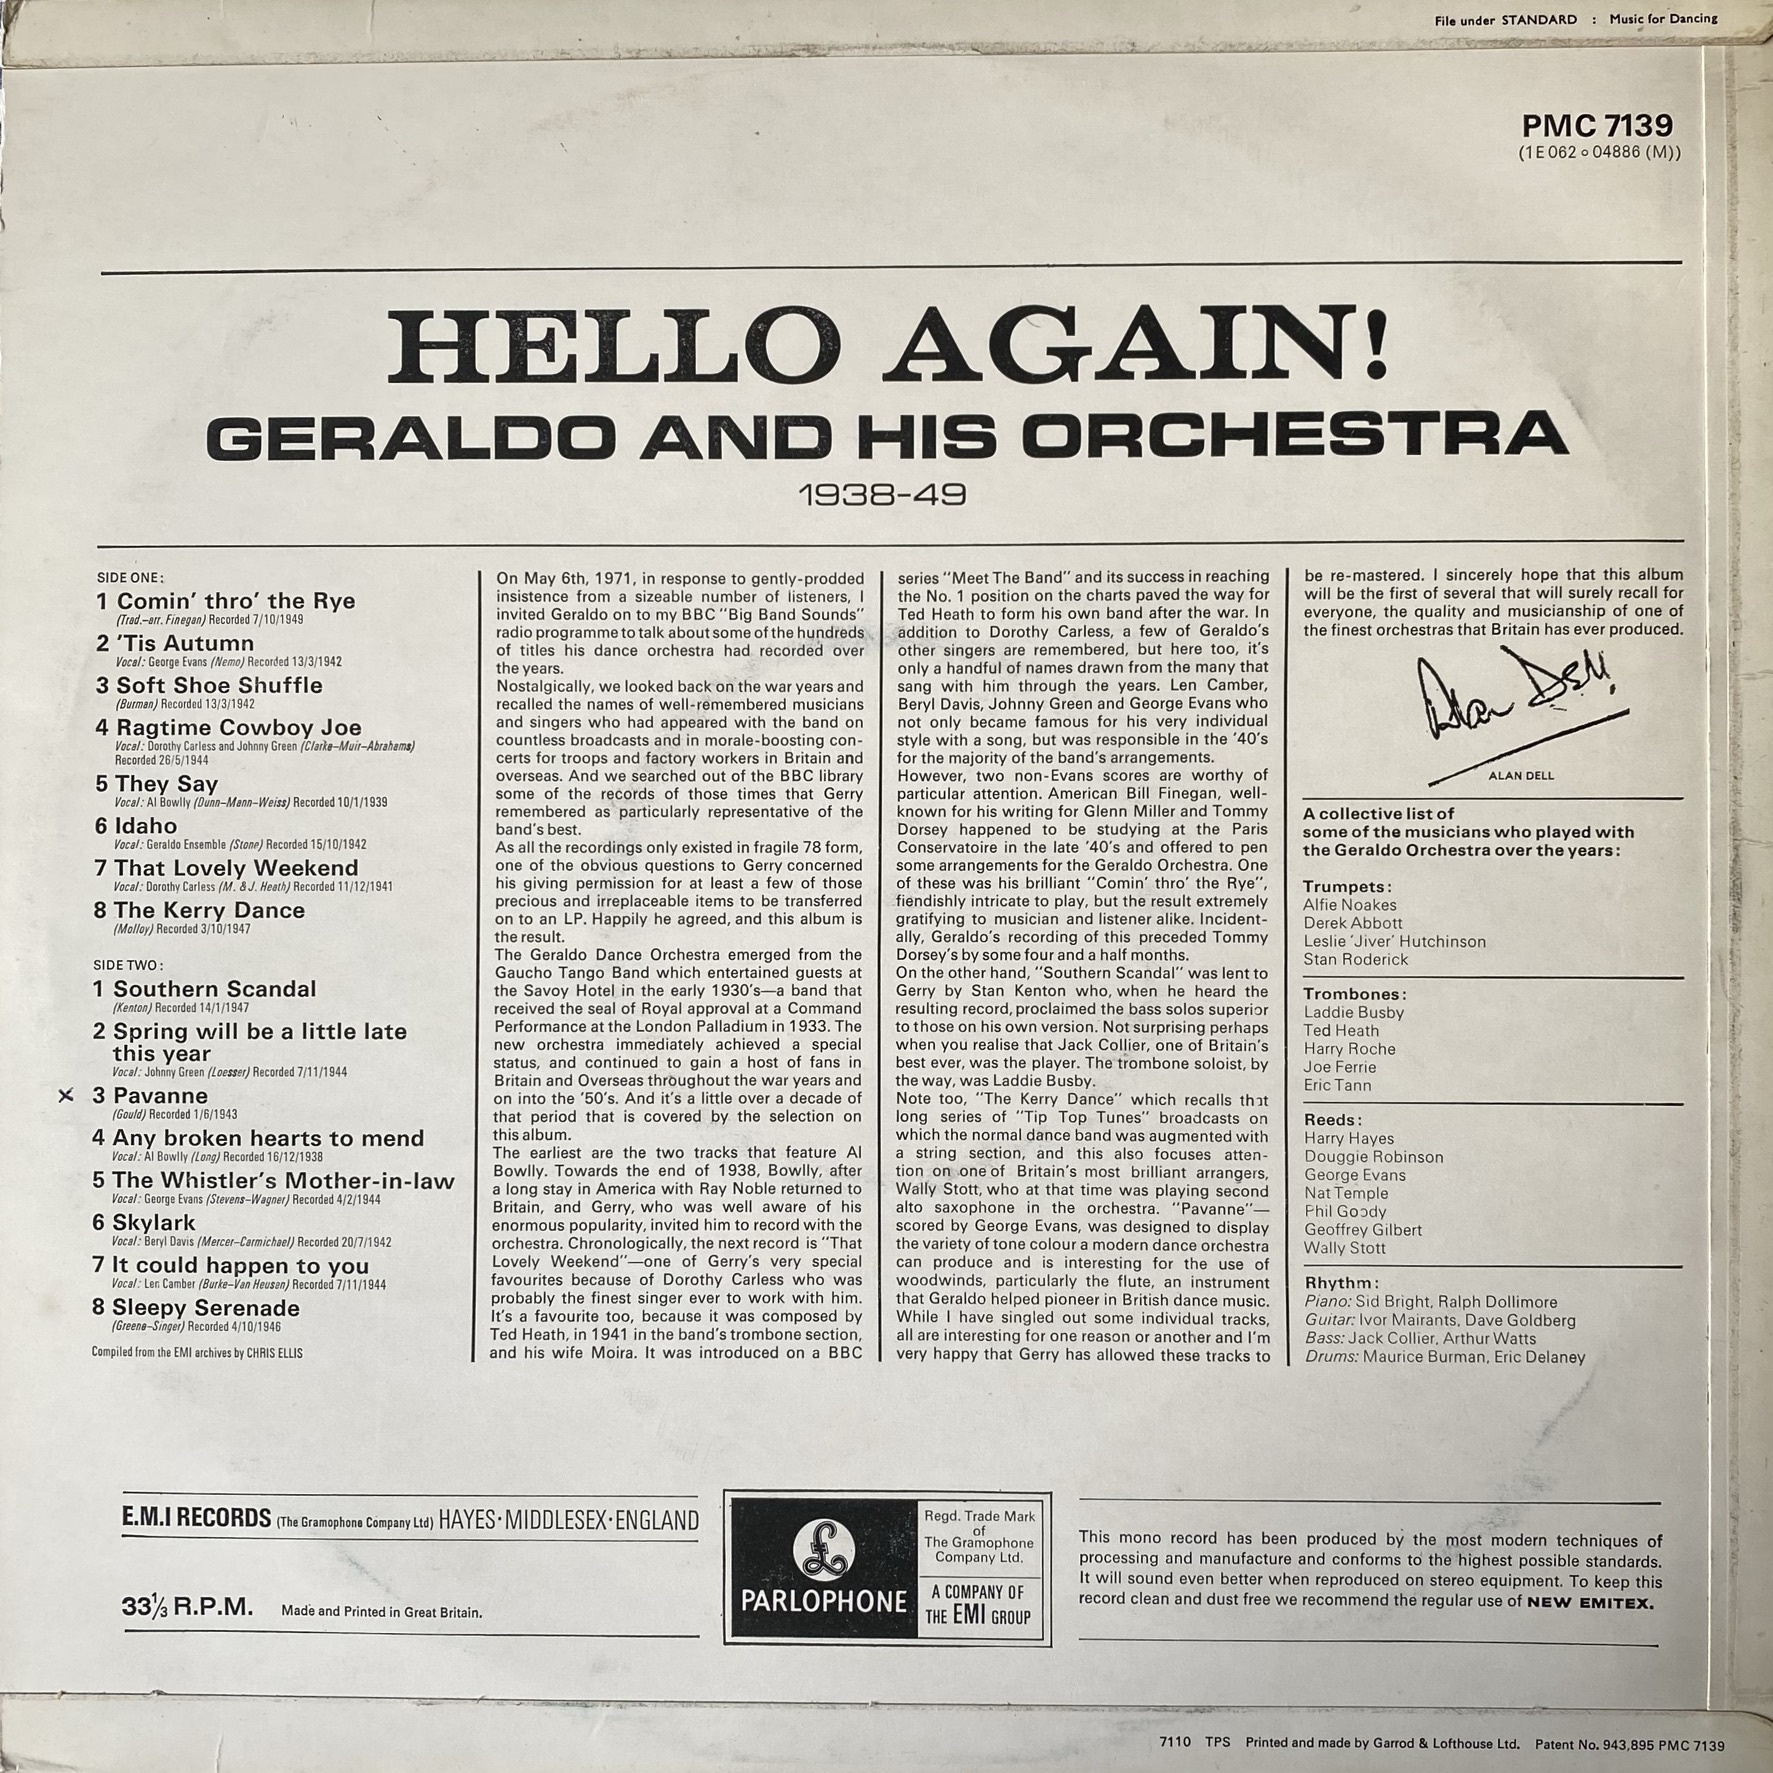 File under STANDARD : Music for Dancing
PMC 7139
(1E 062 o 04886 (M))
HELLO AGAIN!
GERALDO AND HIS ORCHESTRA
1938-49
SIDE ONE:
1 Comin' thro' the Rye
(Trad.–arr. Finegan) Recorded 7/10/1949
2 'Tis Autumn
Vocal: George Evans (Nemo) Recorded 13/3/1942
3 Soft Shoe Shuffle
(Burman) Recorded 13/3/1942
4 Ragtime Cowboy Joe
Vocal: Dorothy Carless and Johnny Green (Clarke–Muir–Abrahams)
Recorded 26/5/1944
5 They Say
Vocal: Al Bowlly (Dunn–Mann–Weiss) Recorded 10/1/1939
6 Idaho
Vocal: Geraldo Ensemble (Stone) Recorded 15/10/1942
7 That Lovely Weekend
Vocal: Dorothy Carless (M. & J. Heath) Recorded 11/12/1941
8 The Kerry Dance
(Molloy) Recorded 3/10/1947
SIDE TWO:
1 Southern Scandal
(Kenton) Recorded 14/1/1947
2 Spring will be a little late
this year
Vocal: Johnny Green (Loesser) Recorded 7/11/1944
x 3 Pavanne
(Gould) Recorded 1/6/1943
4 Any broken hearts to mend
Vocal: Al Bowlly (Long) Recorded 16/12/1938
5 The Whistler's Mother-in-law
Vocal: George Evans (Stevens–Wagner) Recorded 4/2/1944
6 Skylark
Vocal: Beryl Davis (Mercer–Carmichael) Recorded 20/7/1942
7 It could happen to you
Vocal: Len Camber (Burke–Van Heusan) Recorded 7/11/1944
8 Sleepy Serenade
(Greene–Singer) Recorded 4/10/1946
Compiled from the EMI archives by CHRIS ELLIS
On May 6th, 1971, in response to gently-prodded
insistence from a sizeable number of listeners, I
invited Geraldo on to my BBC "Big Band Sounds"
radio programme to talk about some of the hundreds
of titles his dance orchestra had recorded over
the years.
Nostalgically, we looked back on the war years and
recalled the names of well-remembered musicians
and singers who had appeared with the band on
countless broadcasts and in morale-boosting con-
certs for troops and factory workers in Britain and
overseas. And we searched out of the BBC library
some of the records of those times that Gerry
remembered as particularly representative of the
band's best.
As all the recordings only existed in fragile 78 form,
one of the obvious questions to Gerry concerned
his giving permission for at least a few of those
precious and irreplaceable items to be transferred
on to an LP. Happily he agreed, and this album is
the result.
The Geraldo Dance Orchestra emerged from the
Gaucho Tango Band which entertained guests at
the Savoy Hotel in the early 1930's—a band that
received the seal of Royal approval at a Command
Performance at the London Palladium in 1933. The
new orchestra immediately achieved a special
status, and continued to gain a host of fans in
Britain and Overseas throughout the war years and
on into the '50's. And it's a little over a decade of
that period that is covered by the selection on
this album.
The earliest are the two tracks that feature Al
Bowlly. Towards the end of 1938, Bowlly, after
a long stay in America with Ray Noble returned to
Britain, and Gerry, who was well aware of his
enormous popularity, invited him to record with the
orchestra. Chronologically, the next record is "That
Lovely Weekend"—one of Gerry's very special
favourites because of Dorothy Carless who was
probably the finest singer ever to work with him.
It's a favourite too, because it was composed by
Ted Heath, in 1941 in the band's trombone section,
and his wife Moira. It was introduced on a BBC
series "Meet The Band" and its success in reaching
the No. 1 position on the charts paved the way for
Ted Heath to form his own band after the war. In
addition to Dorothy Carless, a few of Geraldo's
other singers are remembered, but here too, it's
only a handful of names drawn from the many that
sang with him through the years. Len Camber,
Beryl Davis, Johnny Green and George Evans who
not only became famous for his very individual
style with a song, but was responsible in the '40's
for the majority of the band's arrangements.
However, two non-Evans scores are worthy of
particular attention. American Bill Finegan, well-
known for his writing for Glenn Miller and Tommy
Dorsey happened to be studying at the Paris
Conservatoire in the late '40's and offered to pen
some arrangements for the Geraldo Orchestra. One
of these was his brilliant "Comin' thro' the Rye",
fiendishly intricate to play, but the result extremely
gratifying to musician and listener alike. Incident-
ally, Geraldo's recording of this preceded Tommy
Dorsey's by some four and a half months.
On the other hand, "Southern Scandal" was lent to
Gerry by Stan Kenton who, when he heard the
resulting record, proclaimed the bass solos superior
to those on his own version. Not surprising perhaps
when you realise that Jack Collier, one of Britain's
best ever, was the player. The trombone soloist, by
the way, was Laddie Busby.
Note too, "The Kerry Dance" which recalls that
long series of "Tip Top Tunes" broadcasts on
which the normal dance band was augmented with
a string section, and this also focuses atten-
tion on one of Britain's most brilliant arrangers,
Wally Stott, who at that time was playing second
alto saxophone in the orchestra. "Pavanne"—
scored by George Evans, was designed to display
the variety of tone colour a modern dance orchestra
can produce and is interesting for the use of
woodwinds, particularly the flute, an instrument
that Geraldo helped pioneer in British dance music.
While I have singled out some individual tracks,
all are interesting for one reason or another and I'm
very happy that Gerry has allowed these tracks to
be re-mastered. I sincerely hope that this album
will be the first of several that will surely recall for
everyone, the quality and musicianship of one of
the finest orchestras that Britain has ever produced.
Alan Dell
ALAN DELL
A collective list of
some of the musicians who played with
the Geraldo Orchestra over the years:
Trumpets:
Alfie Noakes
Derek Abbott
Leslie 'Jiver' Hutchinson
Stan Roderick
Trombones:
Laddie Busby
Ted Heath
Harry Roche
Joe Ferrie
Eric Tann
Reeds:
Harry Hayes
Douggie Robinson
George Evans
Nat Temple
Phil Goody
Geoffrey Gilbert
Wally Stott
Rhythm:
Piano: Sid Bright, Ralph Dollimore
Guitar: Ivor Mairants, Dave Goldberg
Bass: Jack Collier, Arthur Watts
Drums: Maurice Burman, Eric Delaney
E.M.I RECORDS (The Gramophone Company Ltd) HAYES·MIDDLESEX·ENGLAND
33⅓ R.P.M. Made and Printed in Great Britain.
£
PARLOPHONE
Regd. Trade Mark
of
The Gramophone
Company Ltd.
A COMPANY OF
THE EMI GROUP
This mono record has been produced by the most modern techniques of
processing and manufacture and conforms to the highest possible standards.
It will sound even better when reproduced on stereo equipment. To keep this
record clean and dust free we recommend the regular use of NEW EMITEX.
7110 TPS Printed and made by Garrod & Lofthouse Ltd. Patent No. 943,895 PMC 7139